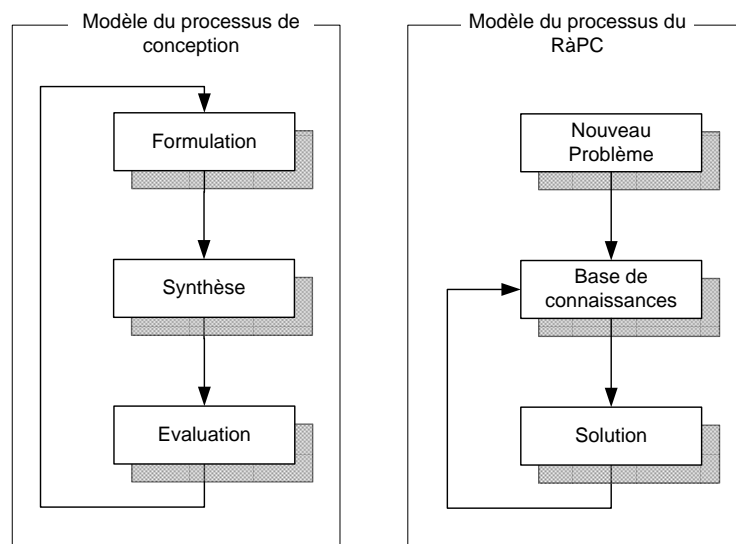 Modèle du processus de
conception
Formulation
Synthèse
Evaluation
Modèle du processus du
RàPC
Nouveau
Problème
Base de
connaissances
Solution